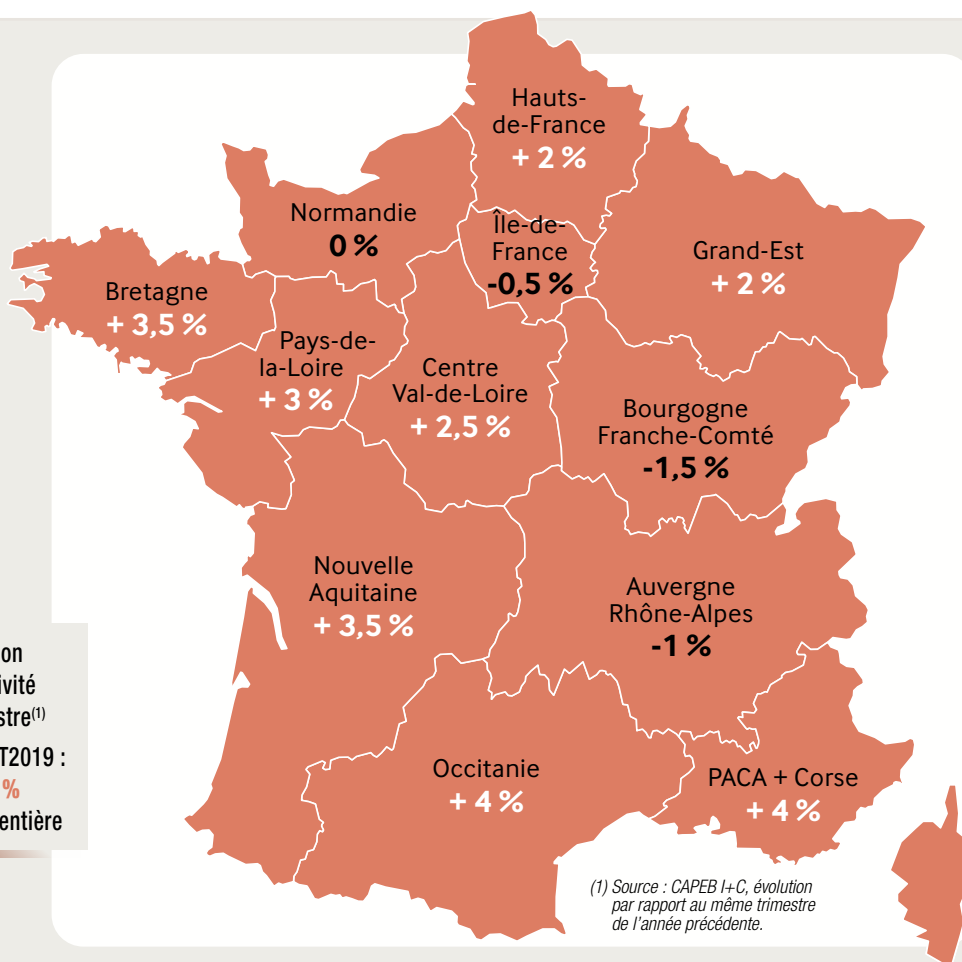 Hauts-
de-France
+ 2 %
Normandie
0 %
Île-de-
France
-0,5 %
Grand-Est
+ 2 %
Bretagne
+ 3,5 %
Pays-de-
la-Loire
+ 3 %
Centre
Val-de-Loire
+ 2,5 %
Bourgogne
Franche-Comté
-1,5 %
Nouvelle
Aquitaine
+ 3,5 %
Auvergne
Rhône-Alpes
-1 %
Occitanie
+ 4 %
PACA + Corse
+ 4 %
on
ivité
stre(1)
T2019 :
%
entière
(1) Source : CAPEB I+C, évolution
par rapport au même trimestre
de l'année précédente.